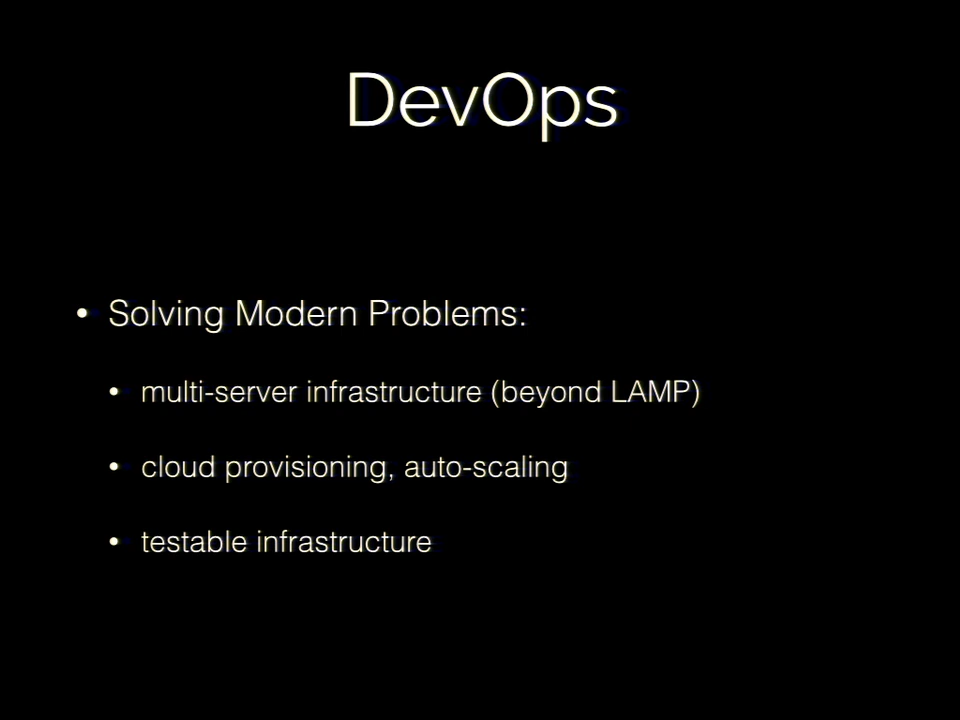 DevOps
• Solving Modern Problems:
• multi-server infrastructure (beyond LAMP)
• cloud provisioning, auto-scaling
• testable infrastructure